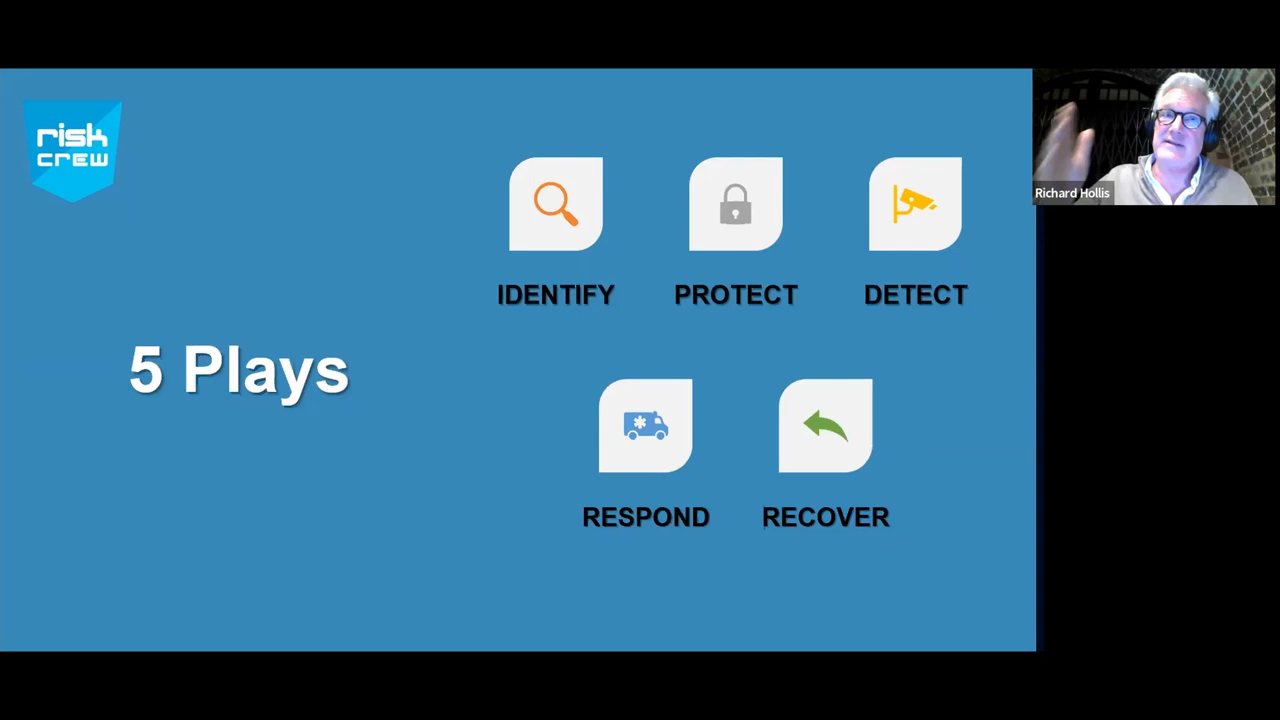 risk
crew
Richard Hollis
IDENTIFY
PROTECT
DETECT
5 Plays
RESPOND
RECOVER